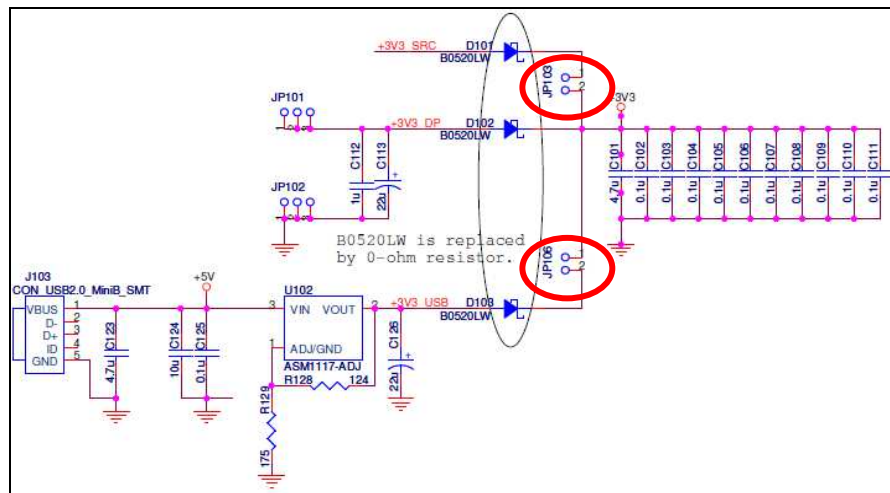 +3V3_SRC
D101
B0520LW
JP103
1
2
+3V3
JP101
+3V3_DP
D102
B0520LW
C112
1u
C113
+
22u
C101
4.7u
C102
0.1u
C103
0.1u
C104
0.1u
C105
0.1u
C106
0.1u
C107
0.1u
C108
0.1u
C109
0.1u
C110
0.1u
C111
0.1u
JP102
B0520LW is replaced
by 0-ohm resistor.
JP106
1
2
J103
CON_USB2.0_MiniB_SMT
VBUS 1
D- 2
D+ 3
ID 4
GND 5
+5V
C123
4.7u
C124
10u
C125
0.1u
U102
3 VIN VOUT 2
1 ADJ/GND
ASM1117-ADJ
+3V3_USB
D103
B0520LW
C126
+
22u
R128 124
R129
175